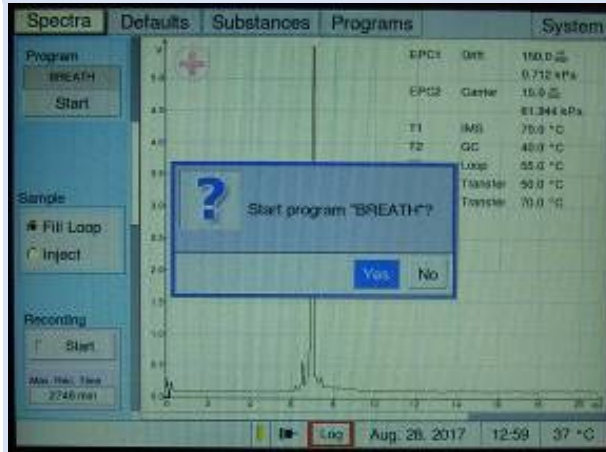 Spectra Defaults Substances Programs System
Program
BREATH
Start
EPC1 Drift 150.0
0.712 kPa
EPC2 Carrier 15.0
61.344 kPa
T1 IMS 70.0 °C
T2 GC 40.0 °C
Loop 55.0 °C
Transfer 50.0 °C
Transfer 70.0 °C
Start program "BREATH"?
Yes No
Sample
Fill Loop
Inject
Recording
Start
Max. Rec. Time
2746 min
Log Aug. 28. 2017 12:59 37 °C